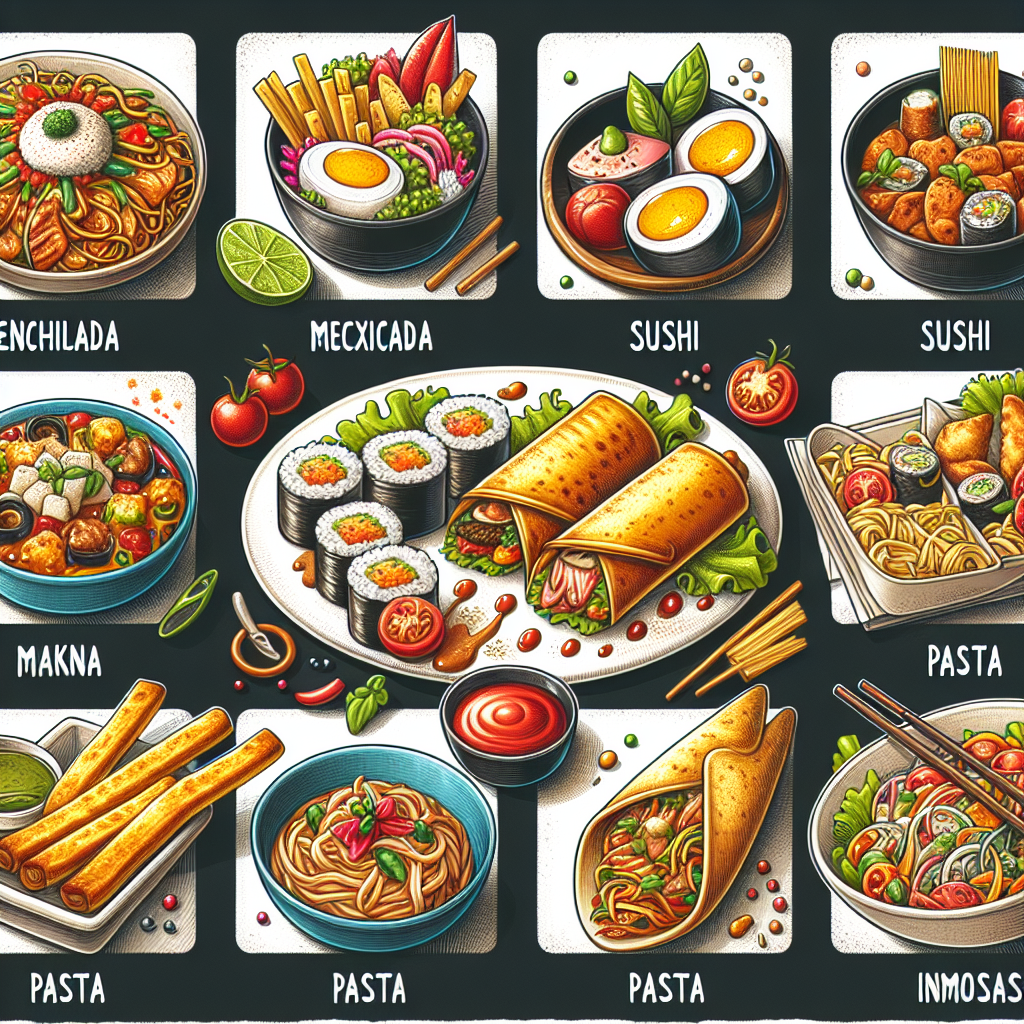 ENCHILADA
MECXICADA
SUSHI
SUSHI
MAKNA
PASTA
PASTA
PASTA
PASTA
INMOSAS